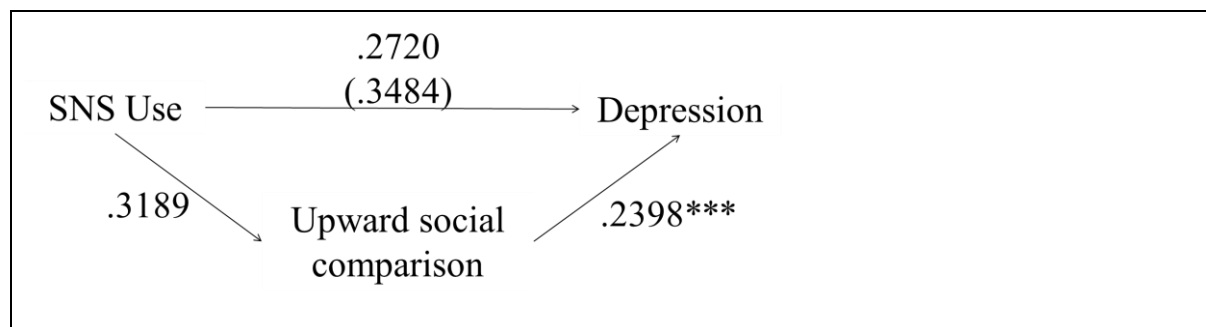 .2720
(.3484)
SNS Use
Depression
.3189
Upward social
comparison
.2398***